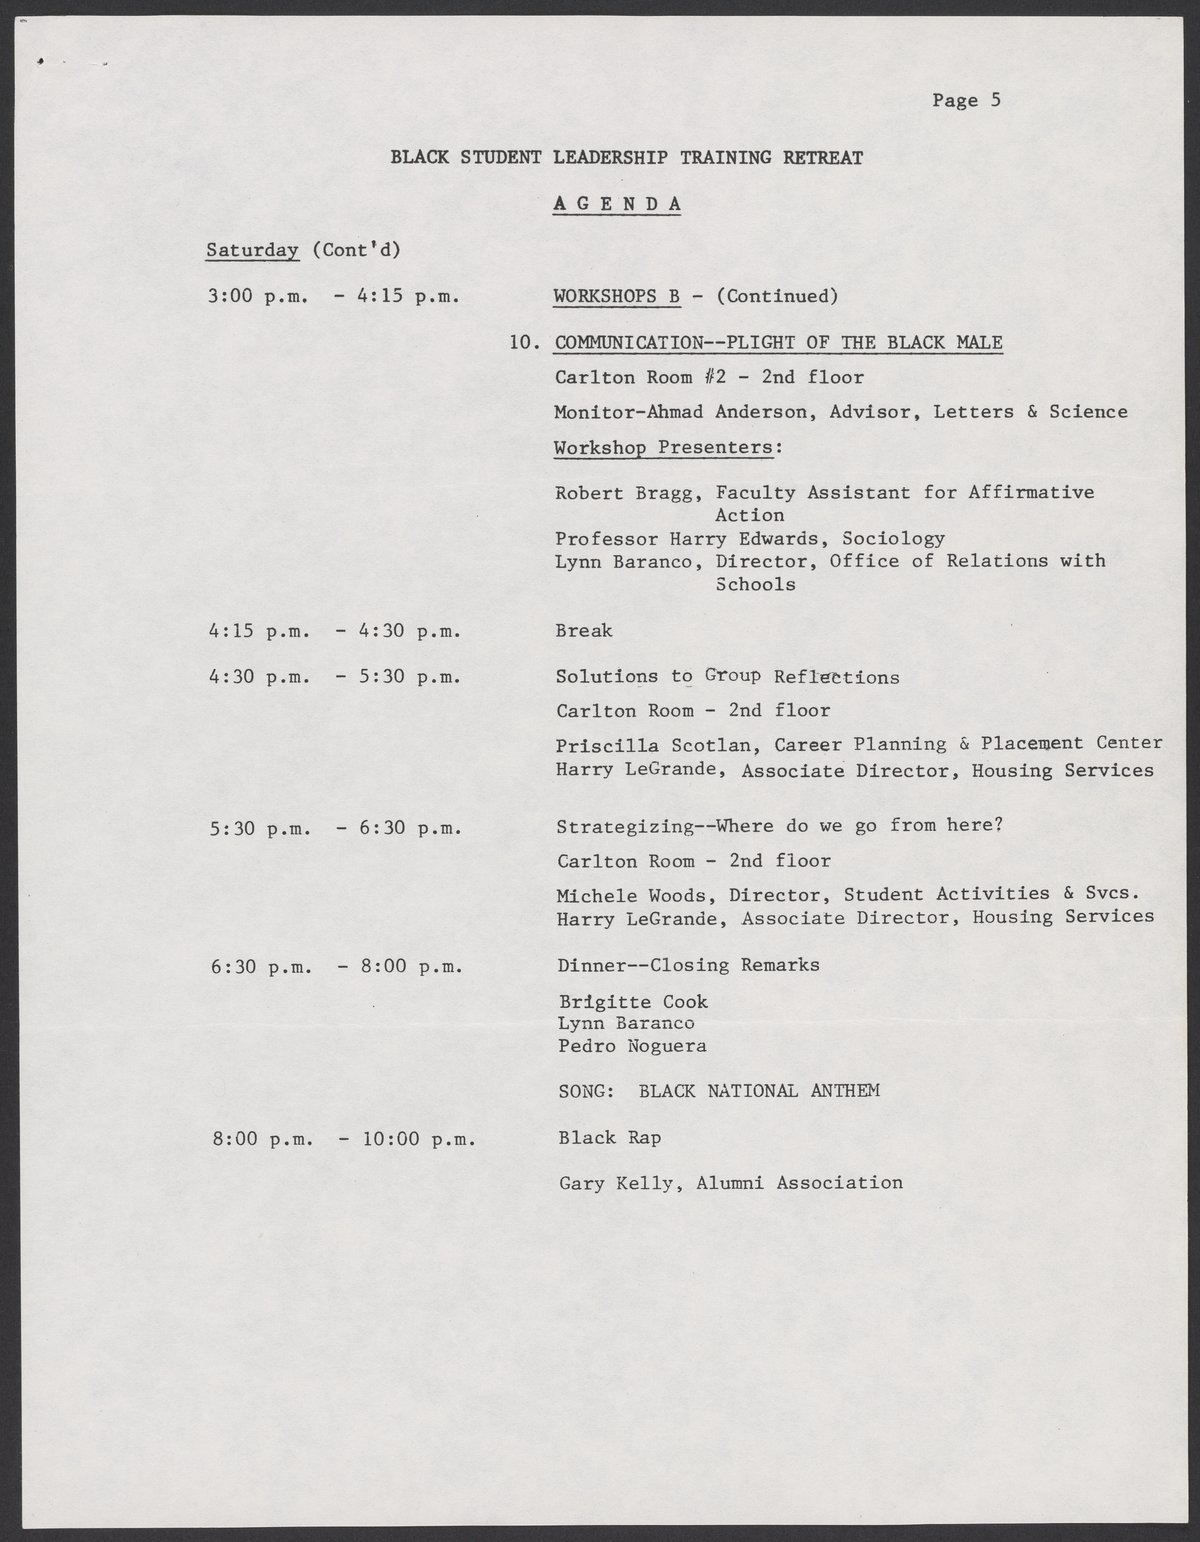 Page 5
BLACK STUDENT LEADERSHIP TRAINING RETREAT
A G E N D A
Saturday (Cont'd)
3:00 p.m. - 4:15 p.m. WORKSHOPS B - (Continued)
10. COMMUNICATION--PLIGHT OF THE BLACK MALE
Carlton Room #2 - 2nd floor
Monitor-Ahmad Anderson, Advisor, Letters & Science
Workshop Presenters:
Robert Bragg, Faculty Assistant for Affirmative
Action
Professor Harry Edwards, Sociology
Lynn Baranco, Director, Office of Relations with
Schools
4:15 p.m. - 4:30 p.m. Break
4:30 p.m. - 5:30 p.m. Solutions to Group Reflections
Carlton Room - 2nd floor
Priscilla Scotlan, Career Planning & Placement Center
Harry LeGrande, Associate Director, Housing Services
5:30 p.m. - 6:30 p.m. Strategizing--Where do we go from here?
Carlton Room - 2nd floor
Michele Woods, Director, Student Activities & Svcs.
Harry LeGrande, Associate Director, Housing Services
6:30 p.m. - 8:00 p.m. Dinner--Closing Remarks
Brigitte Cook
Lynn Baranco
Pedro Noguera
SONG: BLACK NATIONAL ANTHEM
8:00 p.m. - 10:00 p.m. Black Rap
Gary Kelly, Alumni Association